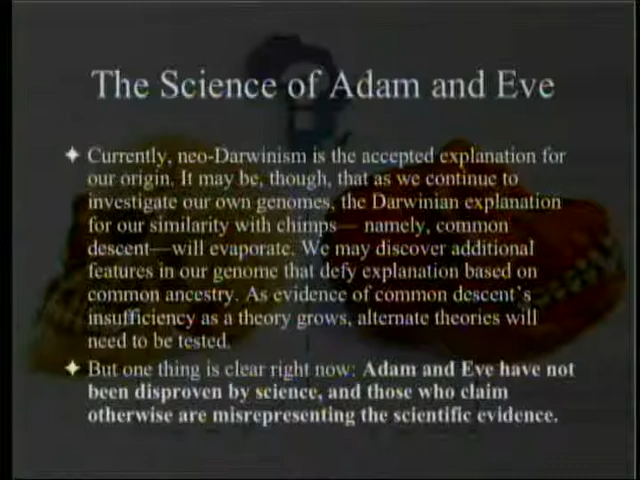 The Science of Adam and Eve
Currently, neo-Darwinism is the accepted explanation for
our origin. It may be, though, that as we continue to
investigate our own genomes, the Darwinian explanation
for our similarity with chimps— namely, common
descent—will evaporate. We may discover additional
features in our genome that defy explanation based on
common ancestry. As evidence of common descent's
insufficiency as a theory grows, alternate theories will
need to be tested.
But one thing is clear right now: Adam and Eve have not
been disproven by science, and those who claim
otherwise are misrepresenting the scientific evidence.